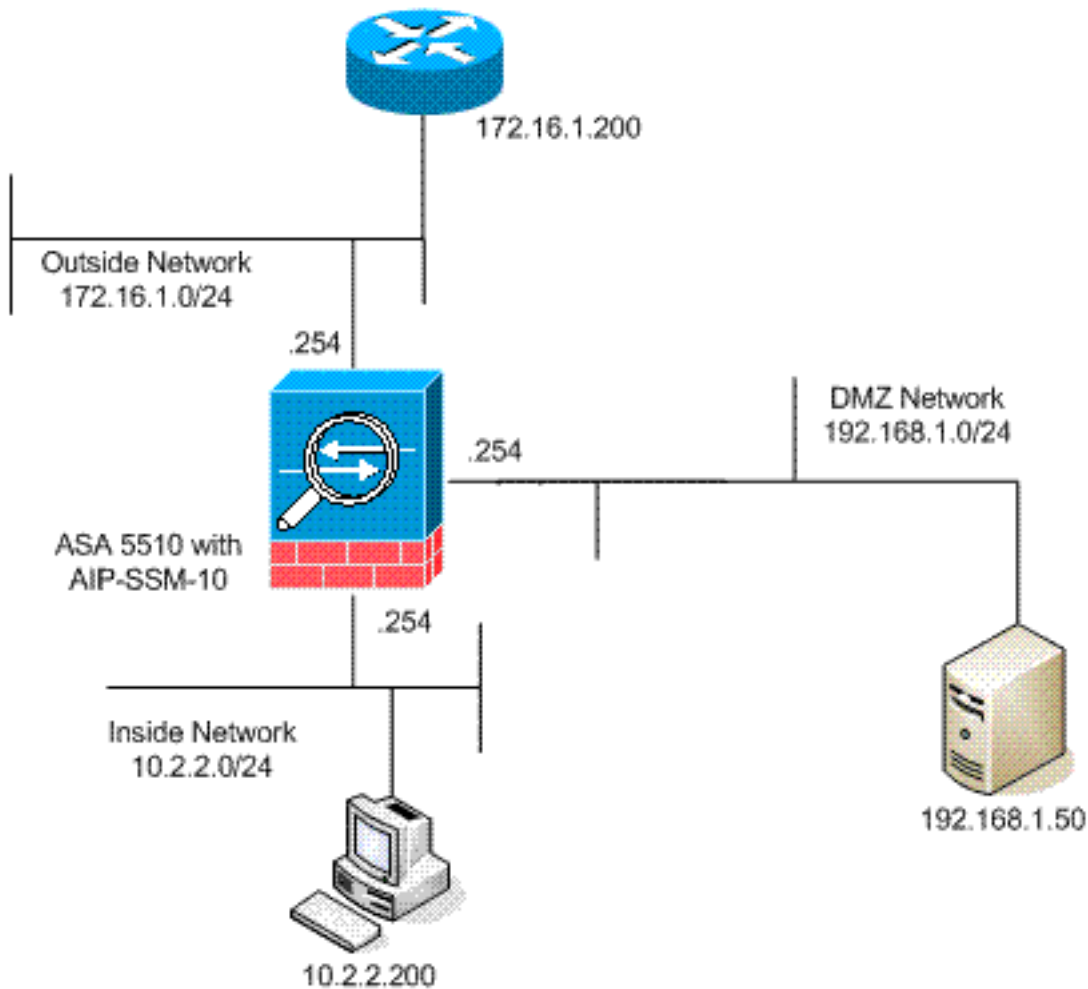 172.16.1.200
Outside Network
172.16.1.0/24
.254
DMZ Network
192.168.1.0/24
.254
ASA 5510 with
AIP-SSM-10
.254
Inside Network
10.2.2.0/24
192.168.1.50
10.2.2.200